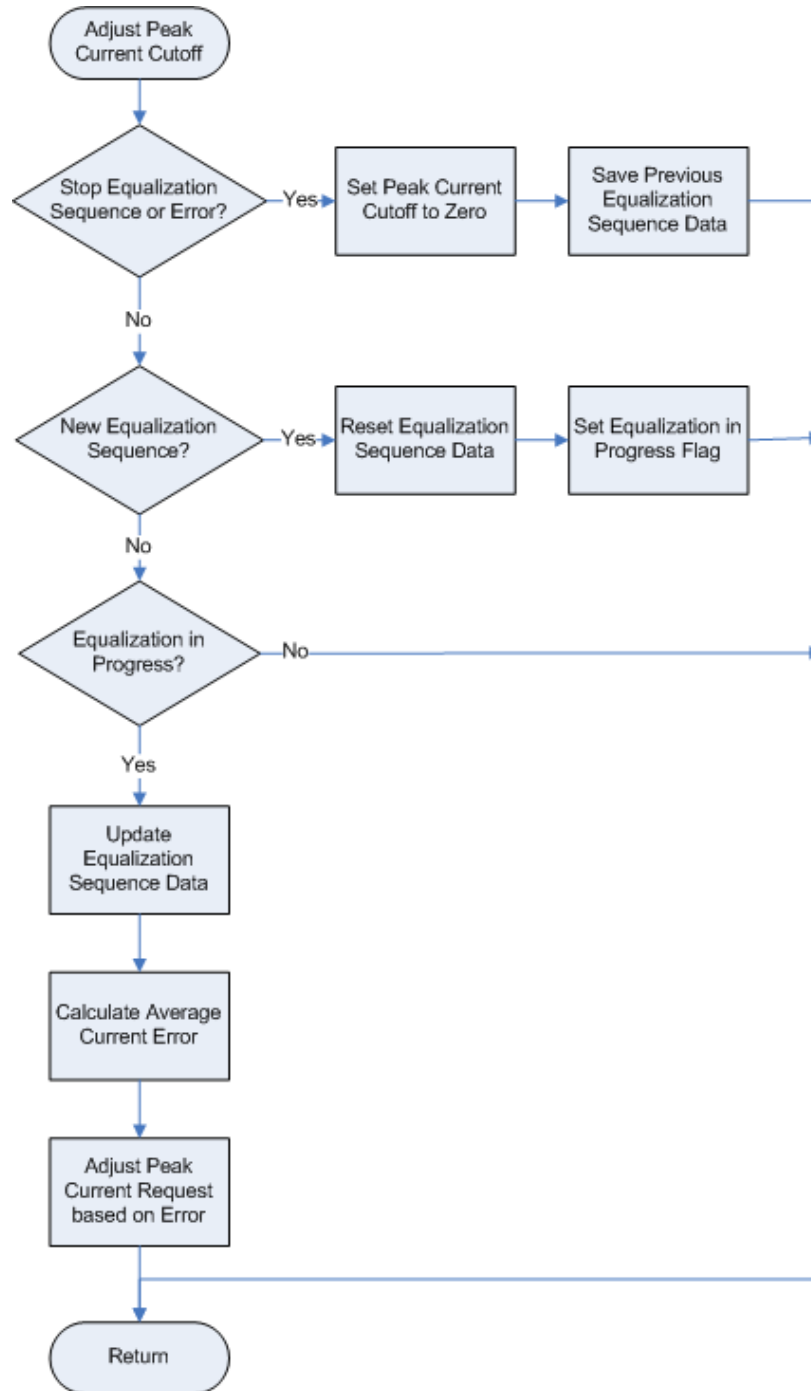 Adjust Peak
Current Cutoff
Stop Equalization
Sequence or Error?
Yes
Set Peak Current
Cutoff to Zero
Save Previous
Equalization
Sequence Data
No
New Equalization
Sequence?
Yes
Reset Equalization
Sequence Data
Set Equalization in
Progress Flag
No
Equalization in
Progress?
No
Yes
Update
Equalization
Sequence Data
Calculate Average
Current Error
Adjust Peak
Current Request
based on Error
Return